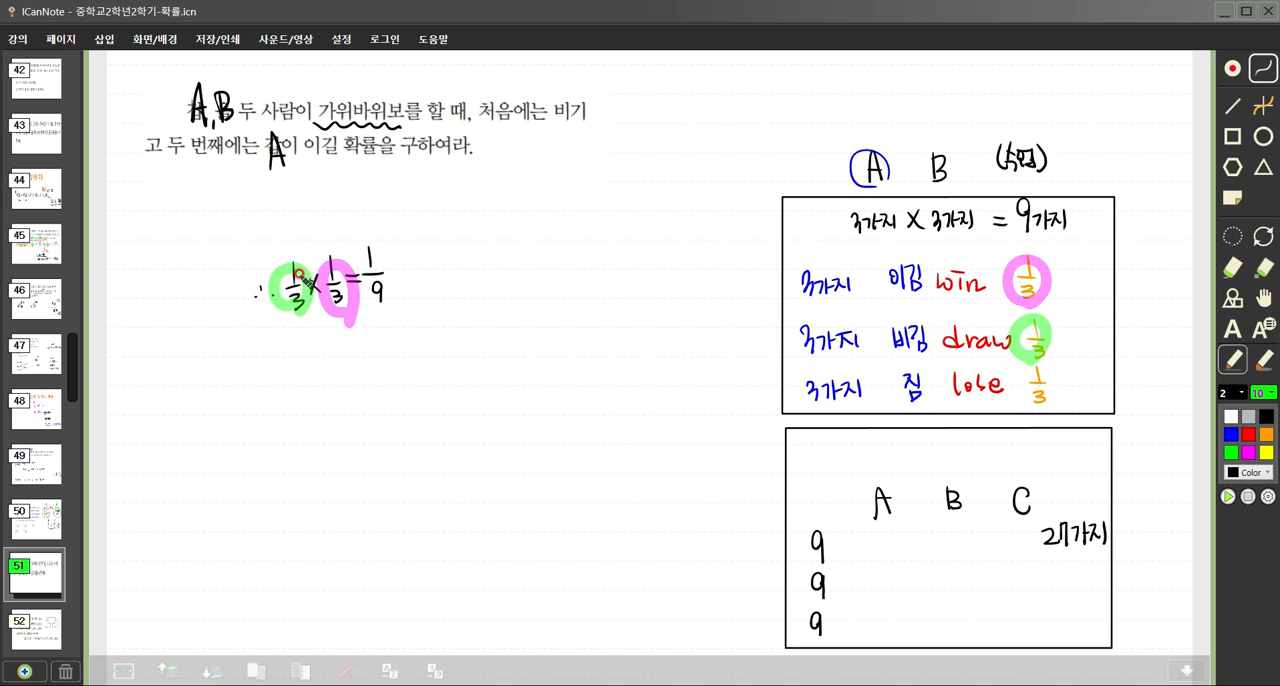 ICanNote - 중학교2학년2학기-확률.icn
강의 페이지 삽입 화면/배경 저장/인쇄 사운드/영상 설정 로그인 도움말
42
43
44
45
46
47
48
49
50
51
52
A, B 두 사람이 가위바위보를 할 때, 처음에는 비기
고 두 번째에는 A 이 이길 확률을 구하여라.
∴ 1/3 × 1/3 = 1/9
A B
3가지 × 3가지 = 9가지
3가지 이김 win 1/3
3가지 비김 draw 1/3
3가지 짐 lose 1/3
A B C
27가지
9
9
9
2 10
Color